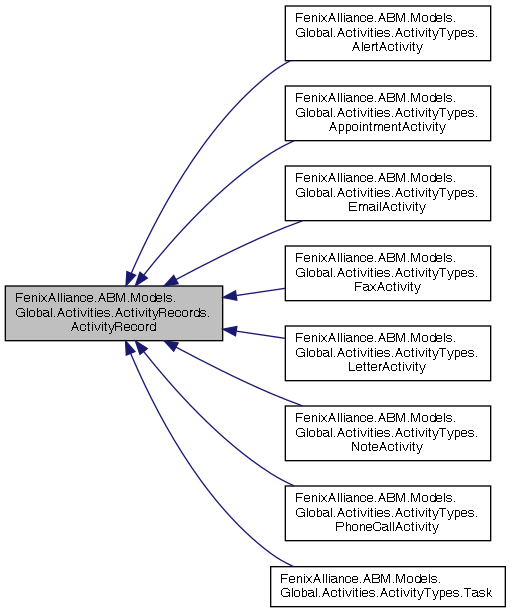 FenixAlliance.ABM.Models.
Global.Activities.ActivityTypes.
AlertActivity
FenixAlliance.ABM.Models.
Global.Activities.ActivityTypes.
AppointmentActivity
FenixAlliance.ABM.Models.
Global.Activities.ActivityTypes.
EmailActivity
FenixAlliance.ABM.Models.
Global.Activities.ActivityTypes.
FaxActivity
FenixAlliance.ABM.Models.
Global.Activities.ActivityRecords.
ActivityRecord
FenixAlliance.ABM.Models.
Global.Activities.ActivityTypes.
LetterActivity
FenixAlliance.ABM.Models.
Global.Activities.ActivityTypes.
NoteActivity
FenixAlliance.ABM.Models.
Global.Activities.ActivityTypes.
PhoneCallActivity
FenixAlliance.ABM.Models.
Global.Activities.ActivityTypes.Task